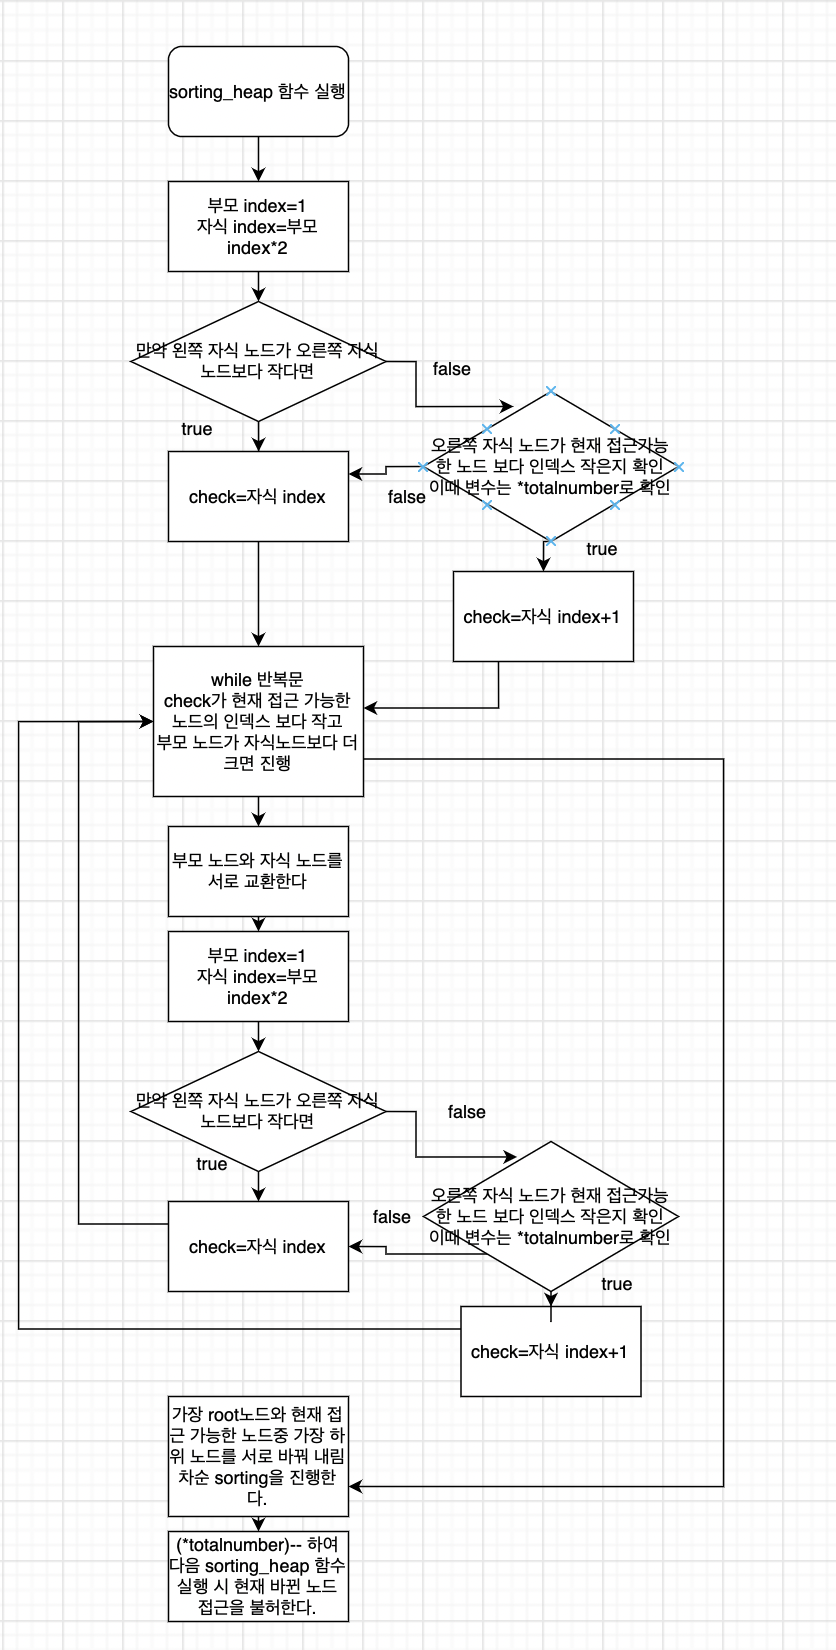 sorting_heap 함수 실행
부모 index=1
자식 index=부모
index*2
만약 왼쪽 자식 노드가 오른쪽 자식
노드보다 작다면
false
true
오른쪽 자식 노드가 현재 접근가능
한 노드 보다 인덱스 작은지 확인
이때 변수는 *totalnumber로 확인
false
check=자식 index
true
check=자식 index+1
while 반복문
check가 현재 접근 가능한
노드의 인덱스 보다 작고
부모 노드가 자식노드보다 더
크면 진행
부모 노드와 자식 노드를
서로 교환한다
부모 index=1
자식 index=부모
index*2
만약 왼쪽 자식 노드가 오른쪽 자식
노드보다 작다면
false
true
오른쪽 자식 노드가 현재 접근가능
한 노드 보다 인덱스 작은지 확인
이때 변수는 *totalnumber로 확인
false
check=자식 index
true
check=자식 index+1
가장 root노드와 현재 접
근 가능한 노드중 가장 하
위 노드를 서로 바꿔 내림
차순 sorting을 진행한
다.
(*totalnumber)-- 하여
다음 sorting_heap 함수
실행 시 현재 바뀐 노드
접근을 불허한다.